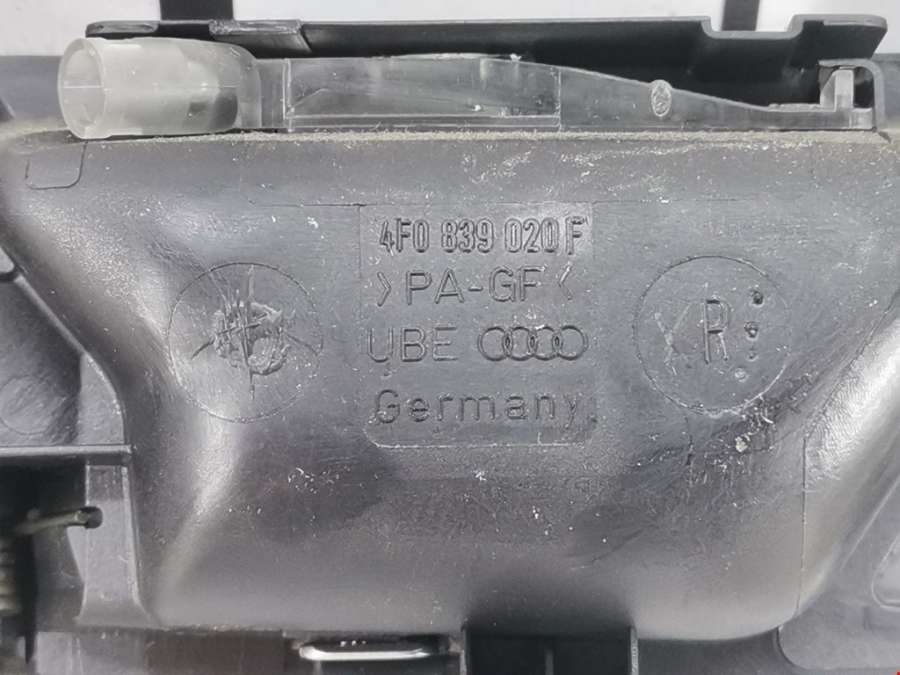 4F0 839 020 F
>PA-GF<
UBE
Germany
R